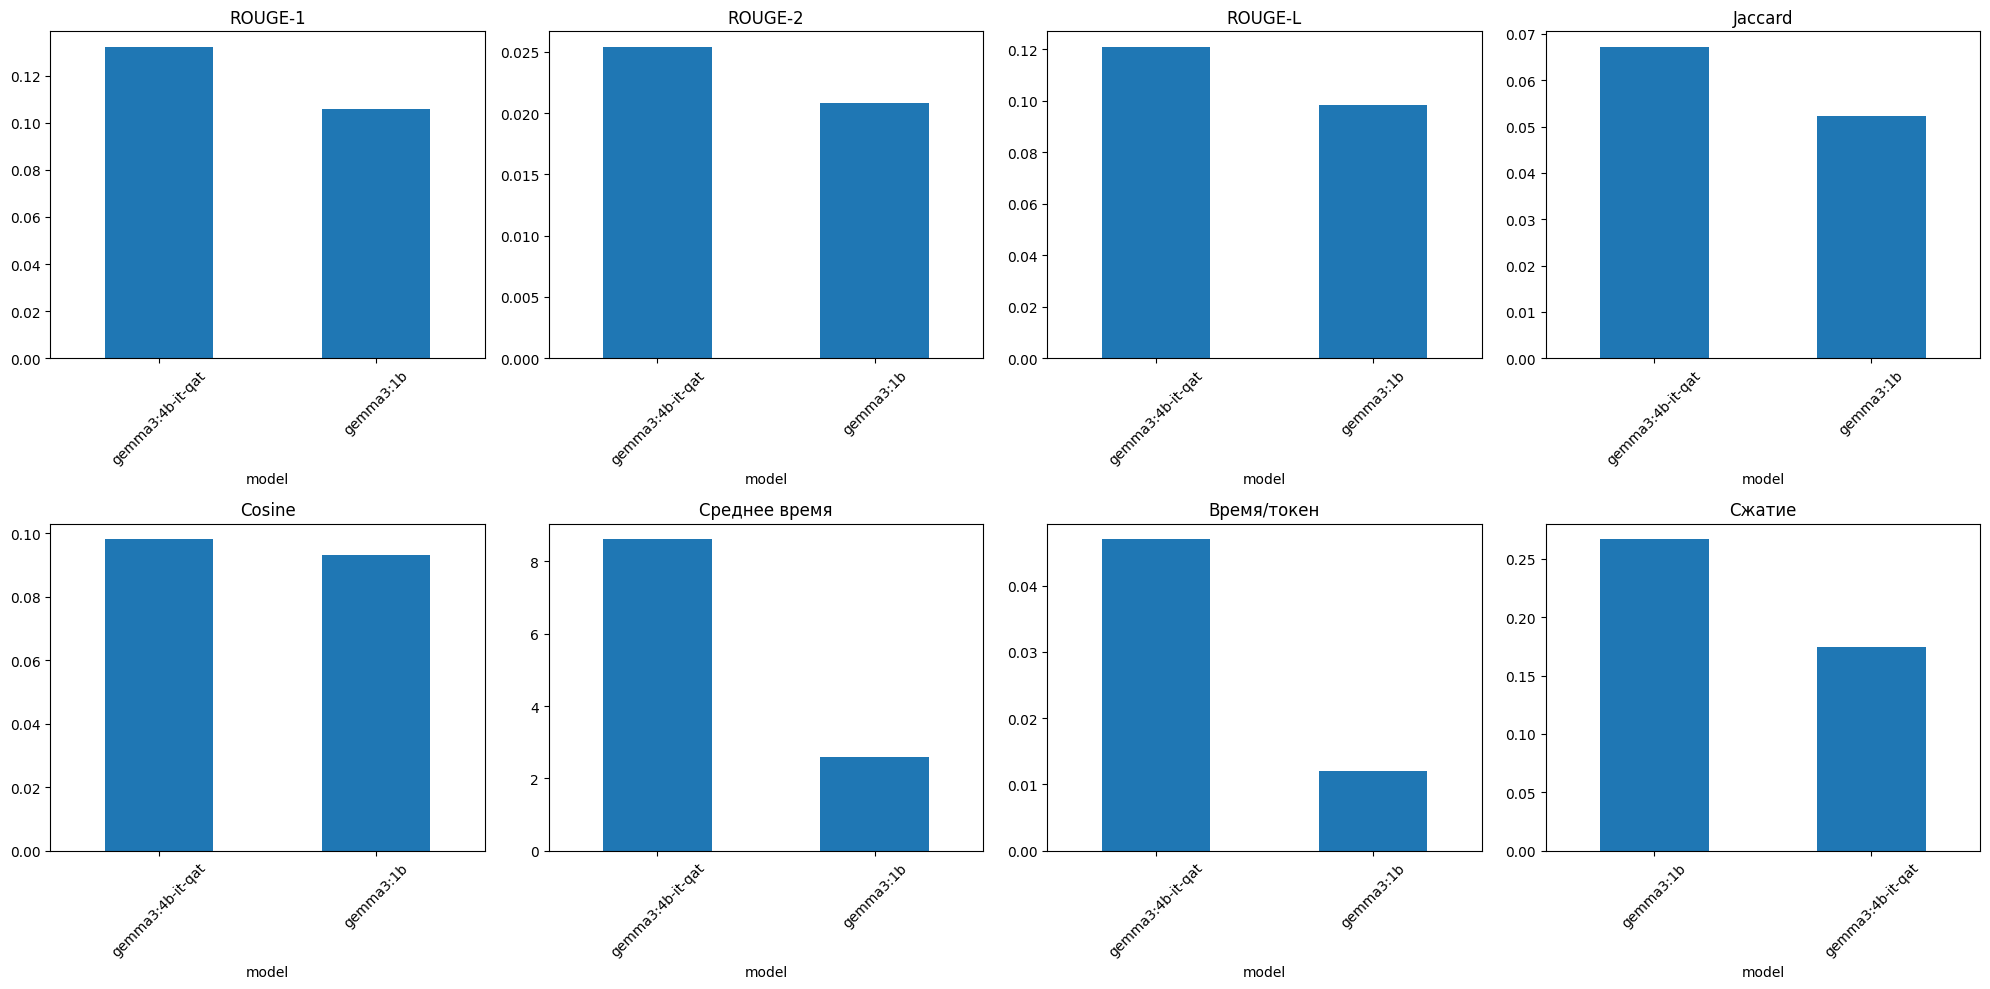 ROUGE-1
0.12
0.10
0.08
0.06
0.04
0.02
0.00
gemma3:4b-it-qat
gemma3:1b
model
ROUGE-2
0.025
0.020
0.015
0.010
0.005
0.000
gemma3:4b-it-qat
gemma3:1b
model
ROUGE-L
0.12
0.10
0.08
0.06
0.04
0.02
0.00
gemma3:4b-it-qat
gemma3:1b
model
Jaccard
0.07
0.06
0.05
0.04
0.03
0.02
0.01
0.00
gemma3:4b-it-qat
gemma3:1b
model
Cosine
0.10
0.08
0.06
0.04
0.02
0.00
gemma3:4b-it-qat
gemma3:1b
model
Среднее время
8
6
4
2
0
gemma3:4b-it-qat
gemma3:1b
model
Время/токен
0.04
0.03
0.02
0.01
0.00
gemma3:4b-it-qat
gemma3:1b
model
Сжатие
0.25
0.20
0.15
0.10
0.05
0.00
gemma3:1b
gemma3:4b-it-qat
model